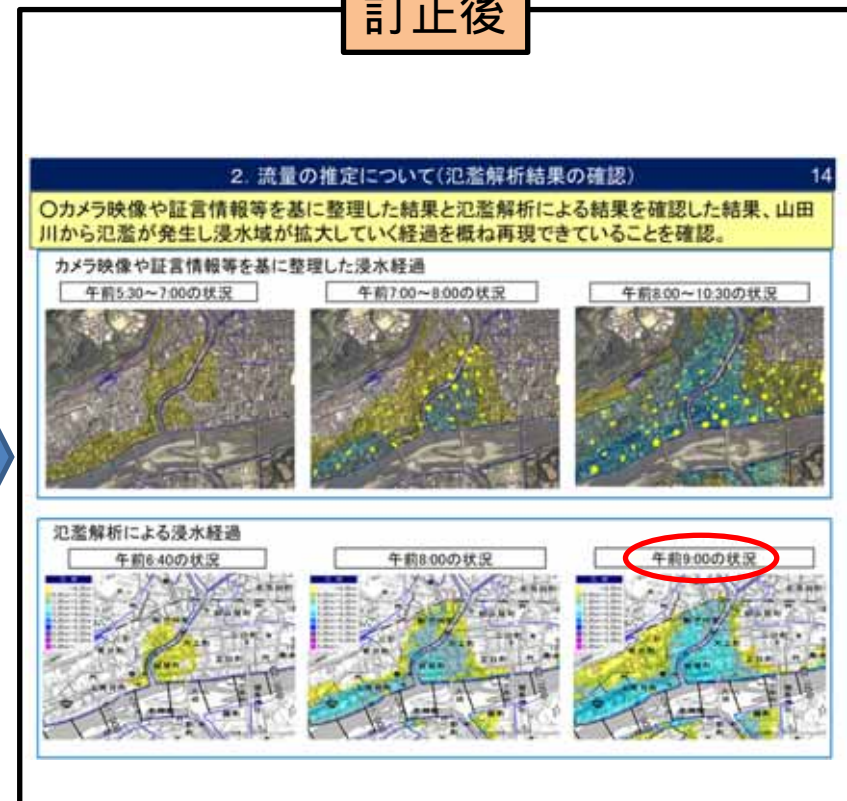 訂正後
2. 流量の推定について(氾濫解析結果の確認) 14
〇カメラ映像や証言情報等を基に整理した結果と氾濫解析による結果を確認した結果、山田
川から氾濫が発生し浸水域が拡大していく経過を概ね再現できていることを確認。
カメラ映像や証言情報等を基に整理した浸水経過
午前5:30～7:00の状況 午前7:00～8:00の状況 午前8:00～10:30の状況
氾濫解析による浸水経過
午前6:40の状況 午前8:00の状況 午前9:00の状況